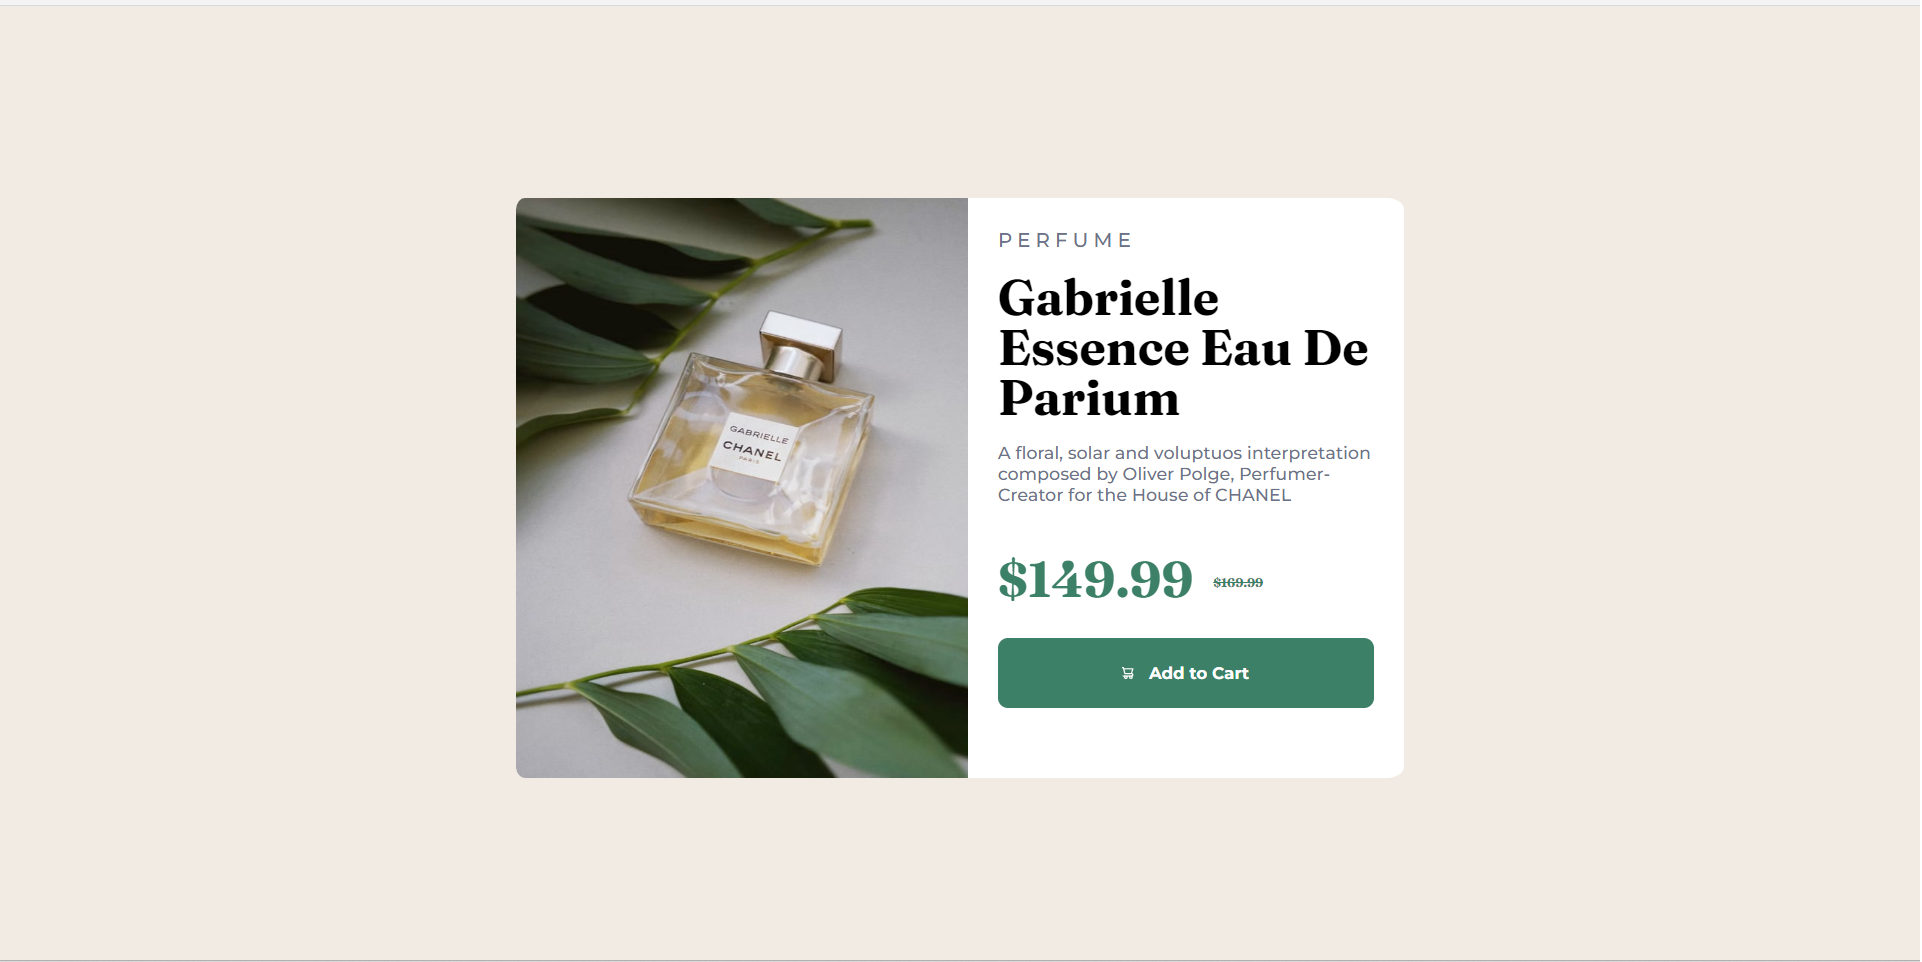 PERFUME
Gabrielle
Essence Eau De
Parium
A floral, solar and voluptuos interpretation
composed by Oliver Polge, Perfumer-
Creator for the House of CHANEL
$149.99 $169.99
Add to Cart
GABRIELLE
CHANEL
PARIS